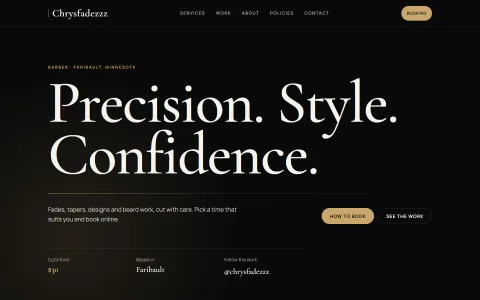 Chrysfadezzz
SERVICES WORK ABOUT POLICIES CONTACT
BOOKING
BARBER · FARIBAULT, MINNESOTA
Precision. Style.
Confidence.
Fades, tapers, designs and beard work, cut with care. Pick a time that
suits you and book online.
HOW TO BOOK
SEE THE WORK
Cuts from
$30
Based in
Faribault
Follow the work
@chrysfadezzz